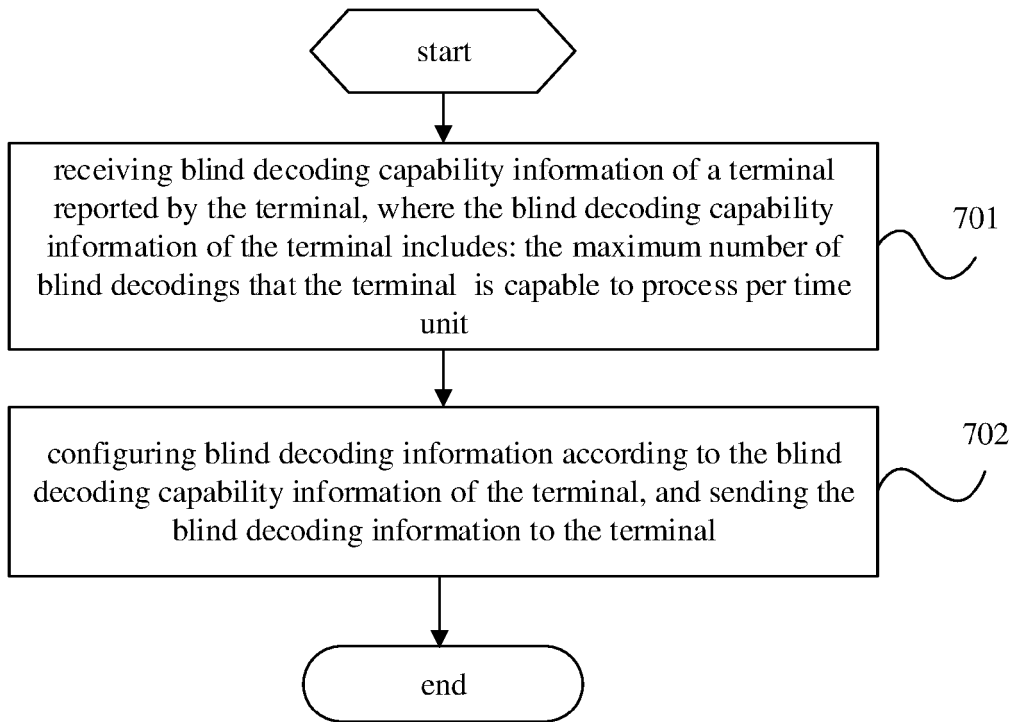 start
receiving blind decoding capability information of a terminal
reported by the terminal, where the blind decoding capability
information of the terminal includes: the maximum number of
blind decodings that the terminal is capable to process per time
unit
701
configuring blind decoding information according to the blind
decoding capability information of the terminal, and sending the
blind decoding information to the terminal
702
end